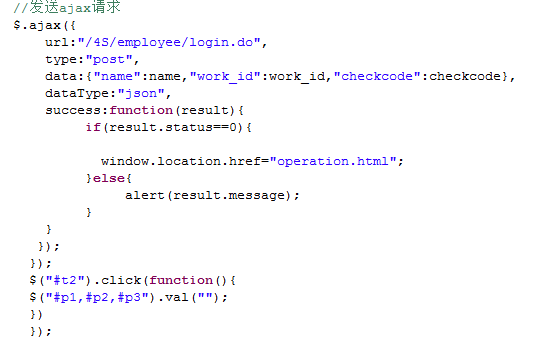 //发送ajax请求
$.ajax({
url:"/4S/employee/login.do",
type:"post",
data:{"name":name,"work_id":work_id,"checkcode":checkcode},
dataType:"json",
success:function(result){
if(result.status==0){
window.location.href="operation.html";
}else{
alert(result.message);
}
}
});
});
$("#t2").click(function(){
$("#p1,#p2,#p3").val("");
})
});